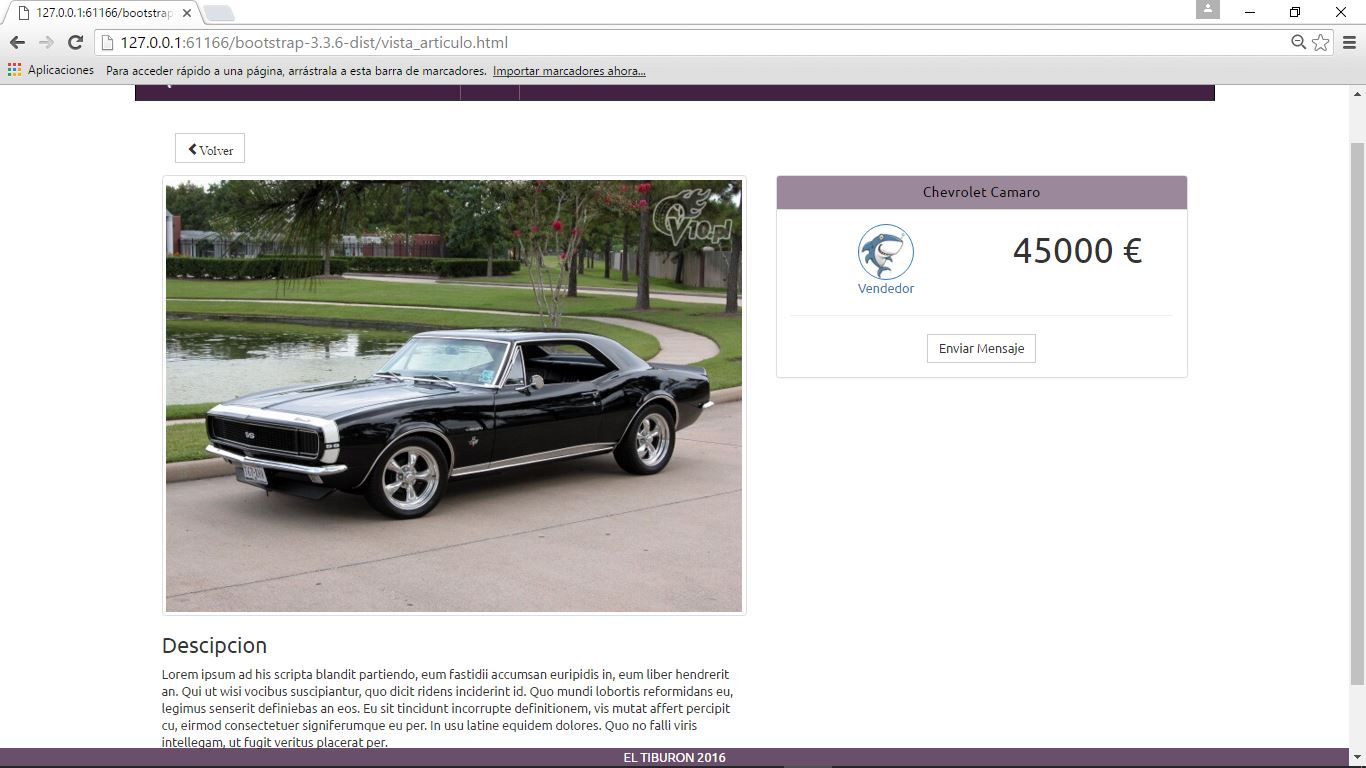 127.0.0.1:61166/bootstrap
127.0.0.1:61166/bootstrap-3.3.6-dist/vista_articulo.html
Aplicaciones Para acceder rápido a una página, arrástrala a esta barra de marcadores. Importar marcadores ahora...
Volver
V10.pl
Chevrolet Camaro
45000 €
Vendedor
Enviar Mensaje
Descipcion
Lorem ipsum ad his scripta blandit partiendo, eum fastidii accumsan euripidis in, eum liber hendrerit
an. Qui ut wisi vocibus suscipiantur, quo dicit ridens inciderint id. Quo mundi lobortis reformidans eu,
legimus senserit definiebas an eos. Eu sit tincidunt incorrupte definitionem, vis mutat affert percipit
cu, eirmod consectetuer signiferumque eu per. In usu latine equidem dolores. Quo no falli viris
intellegam, ut fugit veritus placerat per.
EL TIBURON 2016